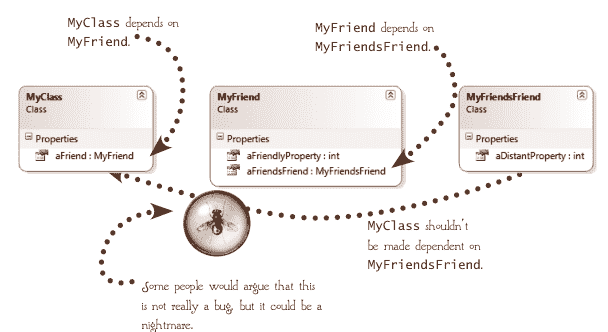 MyClass depends on
MyFriend.
MyFriend depends on
MyFriendsFriend.
MyClass
Class
Properties
aFriend : MyFriend
MyFriend
Class
Properties
aFriendlyProperty : int
aFriendsFriend : MyFriendsFriend
MyFriendsFriend
Class
Properties
aDistantProperty : int
MyClass shouldn't
be made dependent on
MyFriendsFriend.
Some people would argue that this
is not really a bug, but it could be a
nightmare.